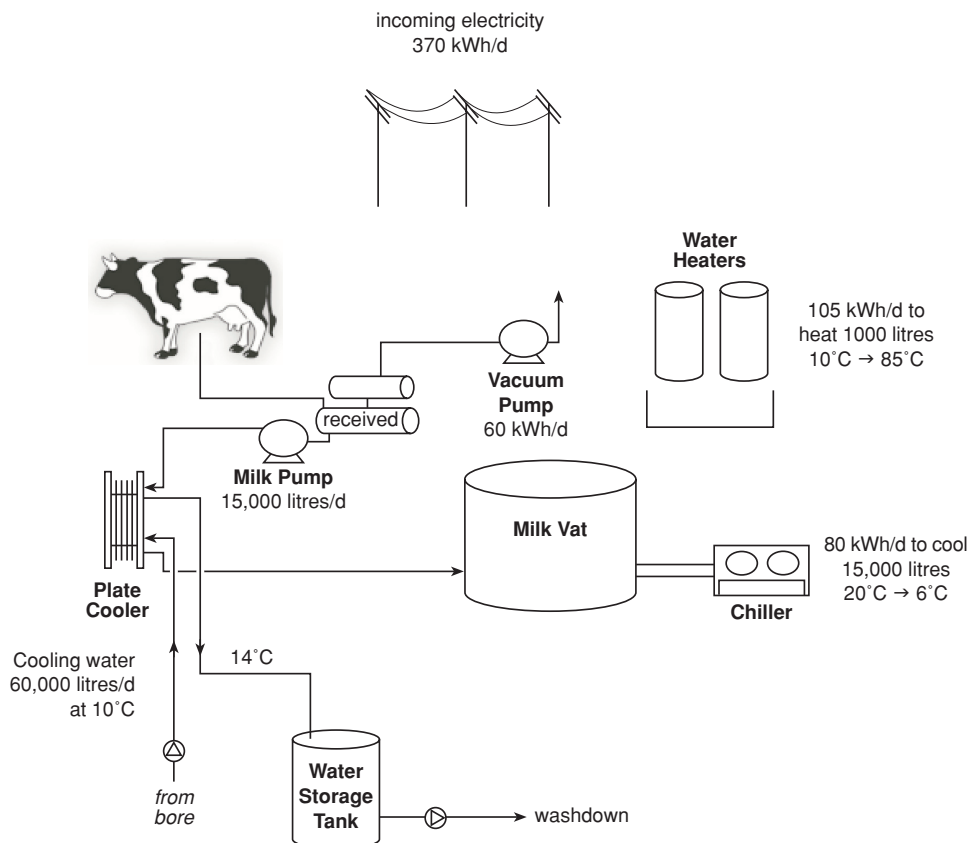 incoming electricity
370 kWh/d
Water
Heaters
105 kWh/d to
heat 1000 litres
10˚C → 85˚C
Vacuum
Pump
60 kWh/d
received
Milk Pump
15,000 litres/d
Milk Vat
80 kWh/d to cool
15,000 litres
20˚C → 6˚C
Chiller
Plate
Cooler
Cooling water
60,000 litres/d
at 10˚C
14˚C
from
bore
Water
Storage
Tank
washdown